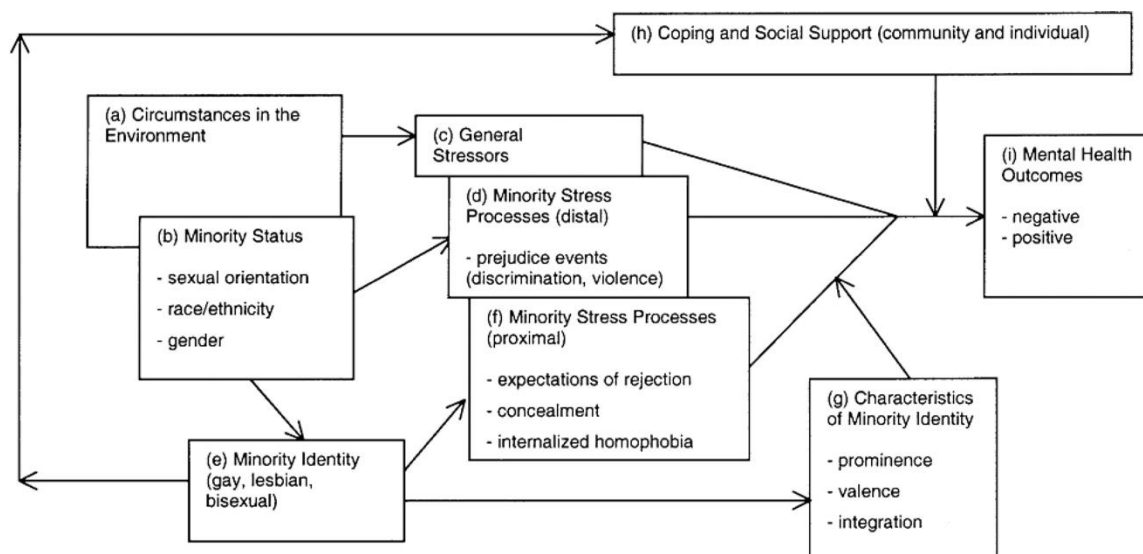 (h) Coping and Social Support (community and individual)
(a) Circumstances in the
Environment
(c) General
Stressors
(i) Mental Health
Outcomes
- negative
- positive
(d) Minority Stress
Processes (distal)
- prejudice events
(discrimination, violence)
(b) Minority Status
- sexual orientation
- race/ethnicity
- gender
(f) Minority Stress Processes
(proximal)
- expectations of rejection
- concealment
- internalized homophobia
(g) Characteristics
of Minority Identity
- prominence
- valence
- integration
(e) Minority Identity
(gay, lesbian,
bisexual)